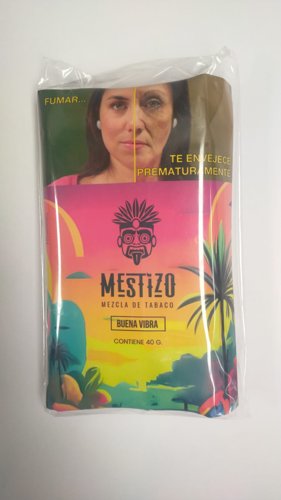 FUMAR...
TE ENVEJECE
PREMATURAMENTE
MESTIZO
MEZCLA DE TABACO
BUENA VIBRA
CONTIENE 40 G.